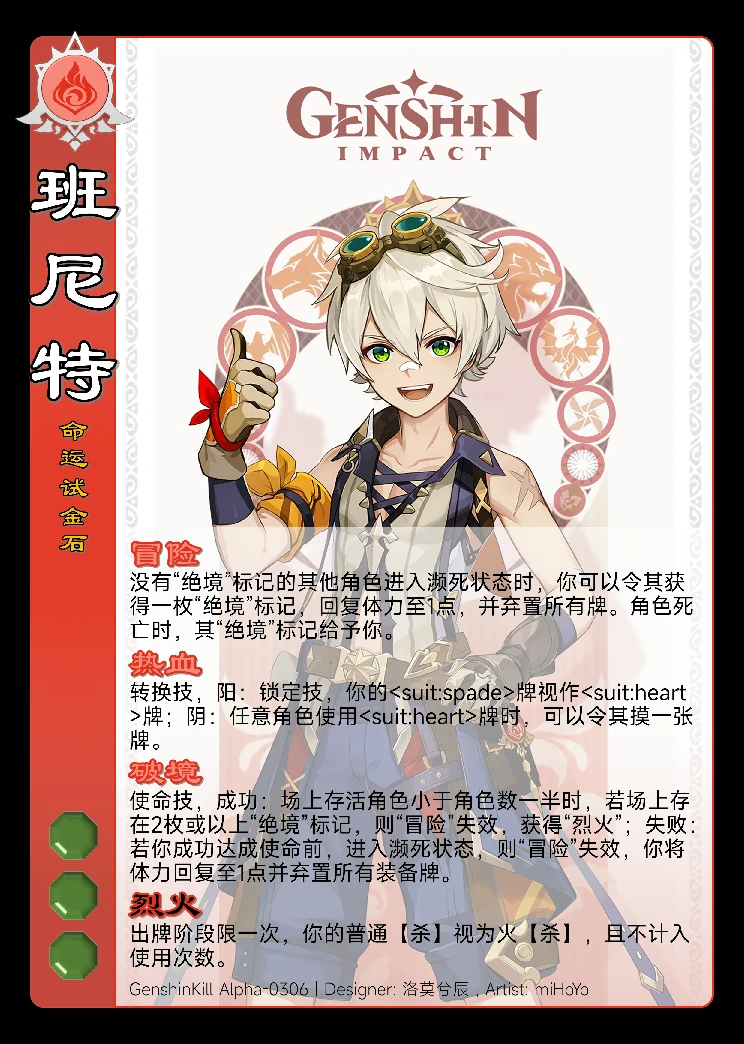 GENSHIN
IMPACT
班尼特
命运试金石
冒险
没有“绝境”标记的其他角色进入濒死状态时，你可以令其获
得一枚“绝境”标记，回复体力至1点，并弃置所有牌。角色死
亡时，其“绝境”标记给予你。
热血
转换技，阳：锁定技，你的<suit:spade>牌视作<suit:heart
>牌；阴：任意角色使用<suit:heart>牌时，可以令其摸一张
牌。
破境
使命技，成功：场上存活角色小于角色数一半时，若场上存
在2枚或以上“绝境”标记，则“冒险”失效，获得“烈火”；失败：
若你成功达成使命前，进入濒死状态，则“冒险”失效，你将
体力回复至1点并弃置所有装备牌。
烈火
出牌阶段限一次，你的普通【杀】视为火【杀】，且不计入
使用次数。
GenshinKill Alpha-0306 | Designer: 洛莫兮辰 , Artist: miHoYo